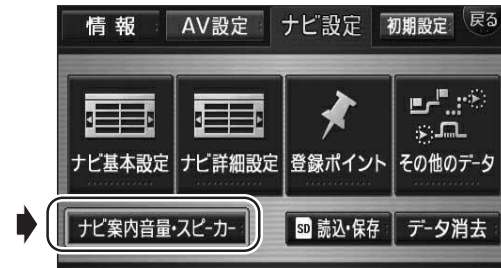 情報 AV設定 ナビ設定 初期設定 戻る
ナビ基本設定 ナビ詳細設定 登録ポイント その他のデータ
ナビ案内音量・スピーカー SD 読込・保存 データ消去